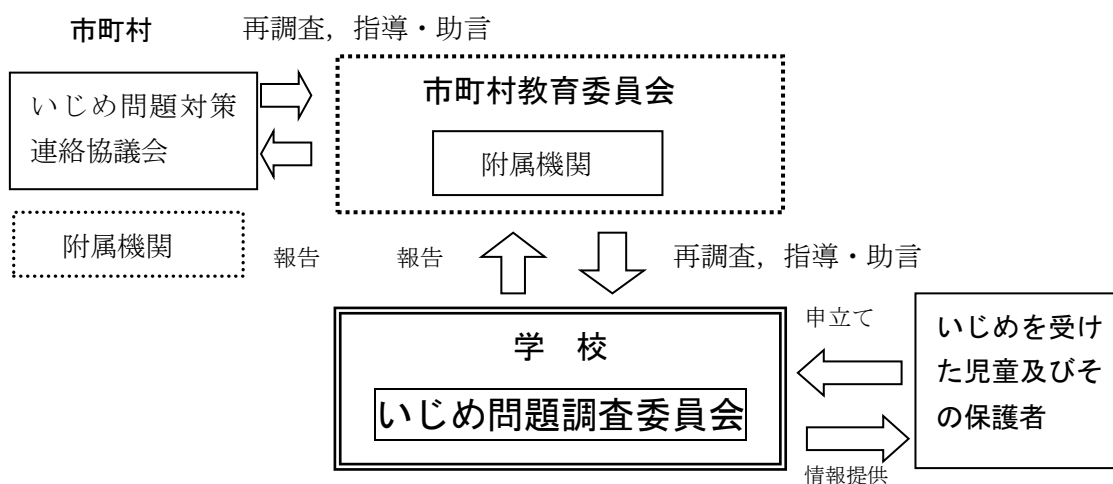 市町村
再調査，指導・助言
いじめ問題対策
連絡協議会
市町村教育委員会
附属機関
附属機関
報告
報告
再調査，指導・助言
学　校
いじめ問題調査委員会
申立て
情報提供
いじめを受け
た児童及びそ
の保護者